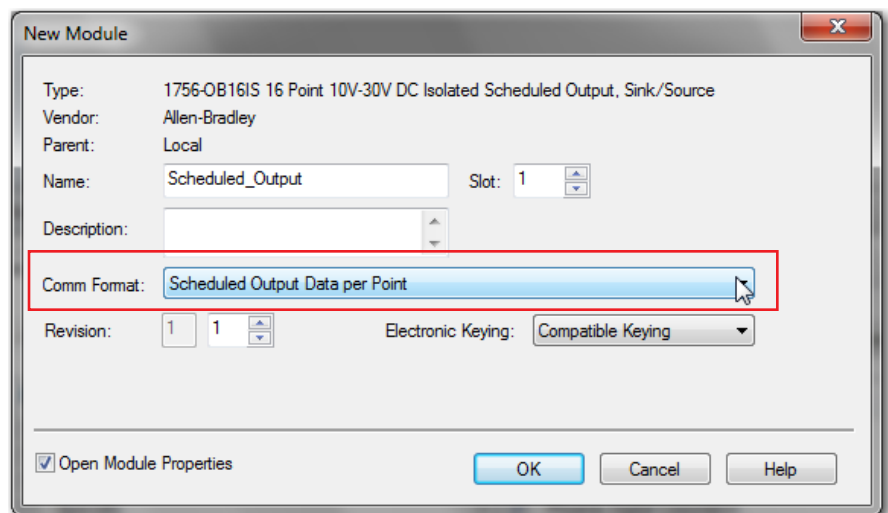 New Module
Type: 1756-OB16IS 16 Point 10V-30V DC Isolated Scheduled Output, Sink/Source
Vendor: Allen-Bradley
Parent: Local
Name: Scheduled_Output Slot: 1
Description:
Comm Format: Scheduled Output Data per Point
Revision: 1 1 Electronic Keying: Compatible Keying
Open Module Properties OK Cancel Help